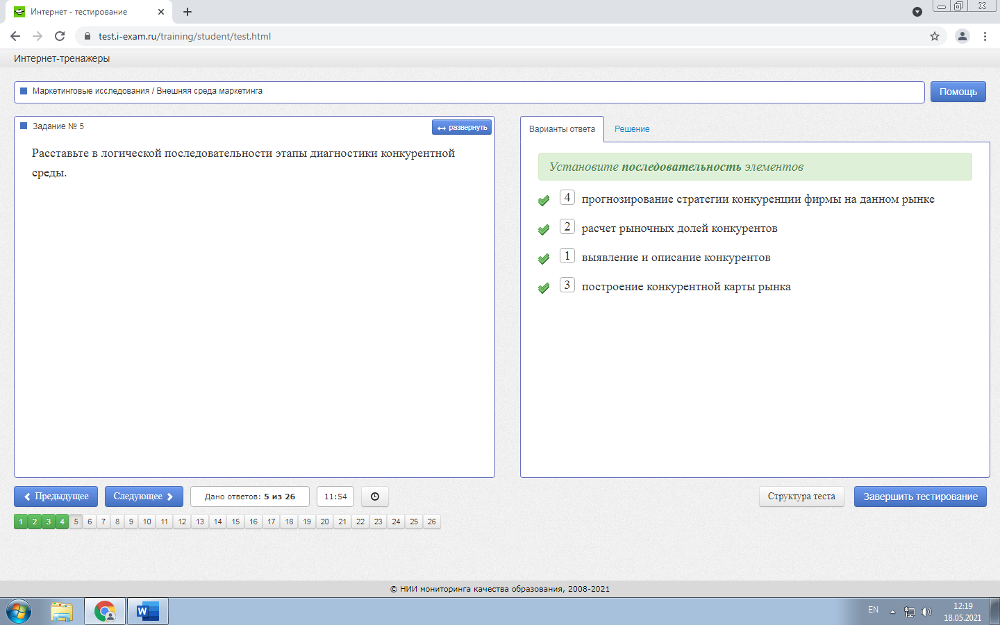 Интернет - тестирование
test.i-exam.ru/training/student/test.html
Интернет-тренажеры
Маркетинговые исследования / Внешняя среда маркетинга
Помощь
Задание № 5
развернуть
Расставьте в логической последовательности этапы диагностики конкурентной
среды.
Варианты ответа
Решение
Установите последовательность элементов
4 прогнозирование стратегии конкуренции фирмы на данном рынке
2 расчет рыночных долей конкурентов
1 выявление и описание конкурентов
3 построение конкурентной карты рынка
Предыдущее
Следующее
Дано ответов: 5 из 26
11:54
Структура теста
Завершить тестирование
1 2 3 4 5 6 7 8 9 10 11 12 13 14 15 16 17 18 19 20 21 22 23 24 25 26
© НИИ мониторинга качества образования, 2008-2021
W
EN
12:19
18.05.2021